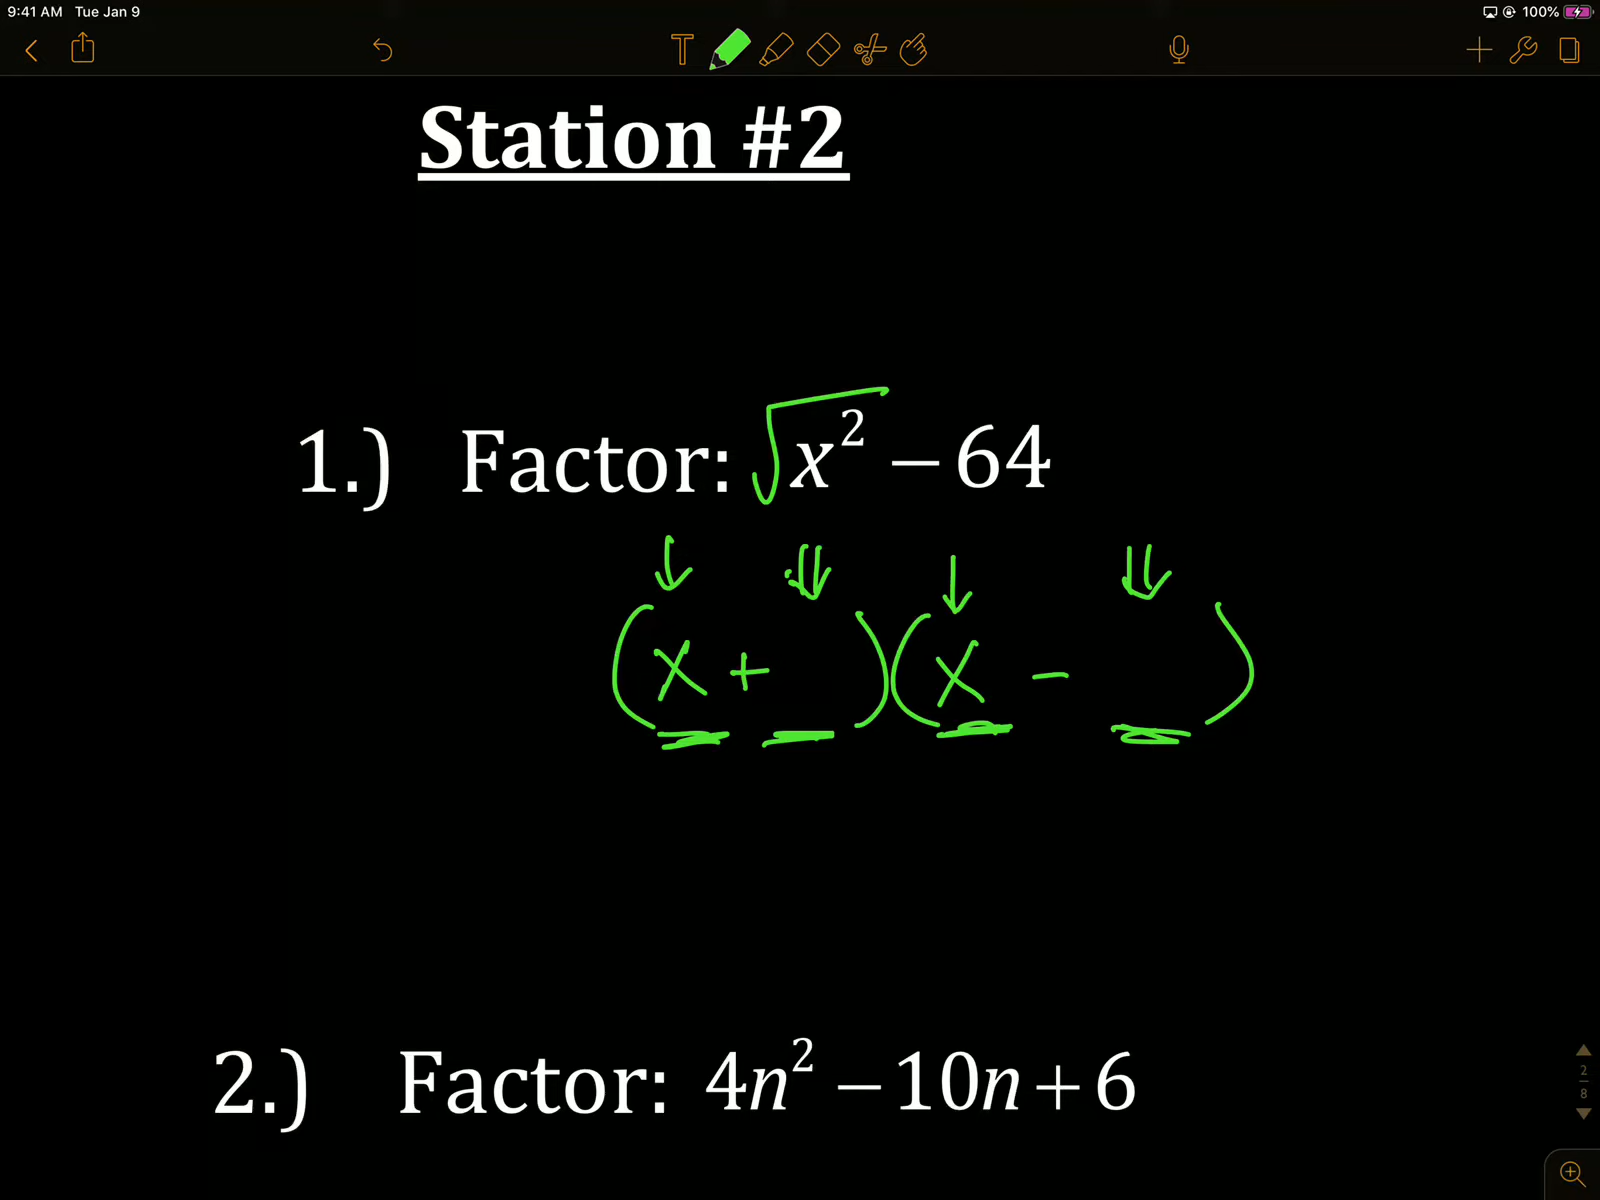 9:41 AM Tue Jan 9
100%
T
Station #2
1.) Factor: √x² – 64
(x + )(x - )
2.) Factor: 4n² – 10n + 6
2
8